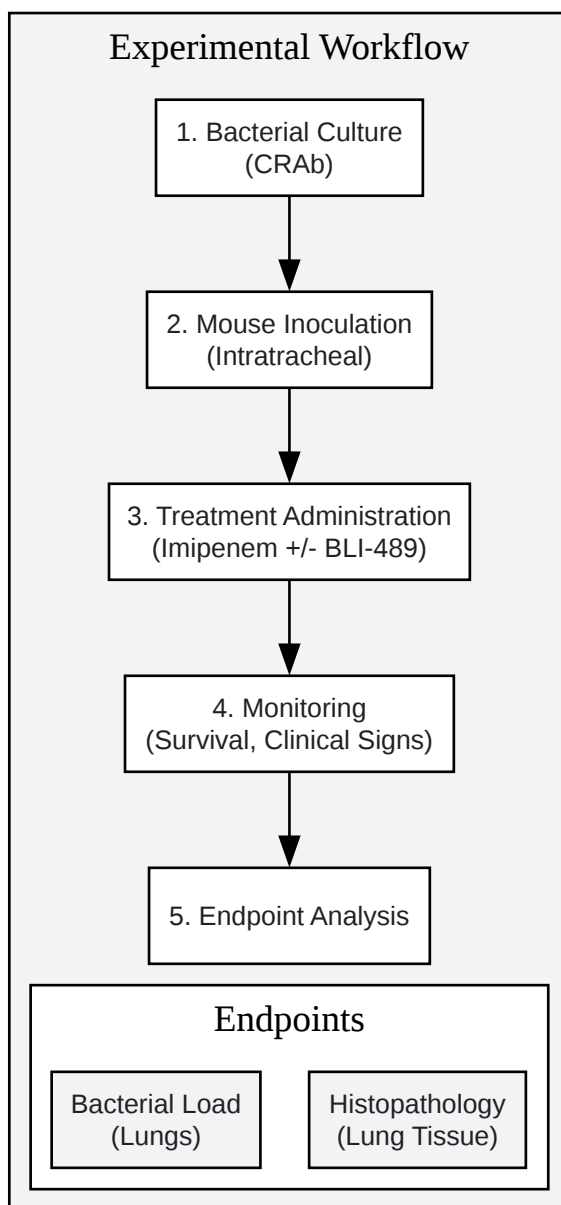 Experimental Workflow
1. Bacterial Culture
(CRAb)
2. Mouse Inoculation
(Intratracheal)
3. Treatment Administration
(Imipenem +/- BLI-489)
4. Monitoring
(Survival, Clinical Signs)
5. Endpoint Analysis
Endpoints
Bacterial Load
(Lungs)
Histopathology
(Lung Tissue)